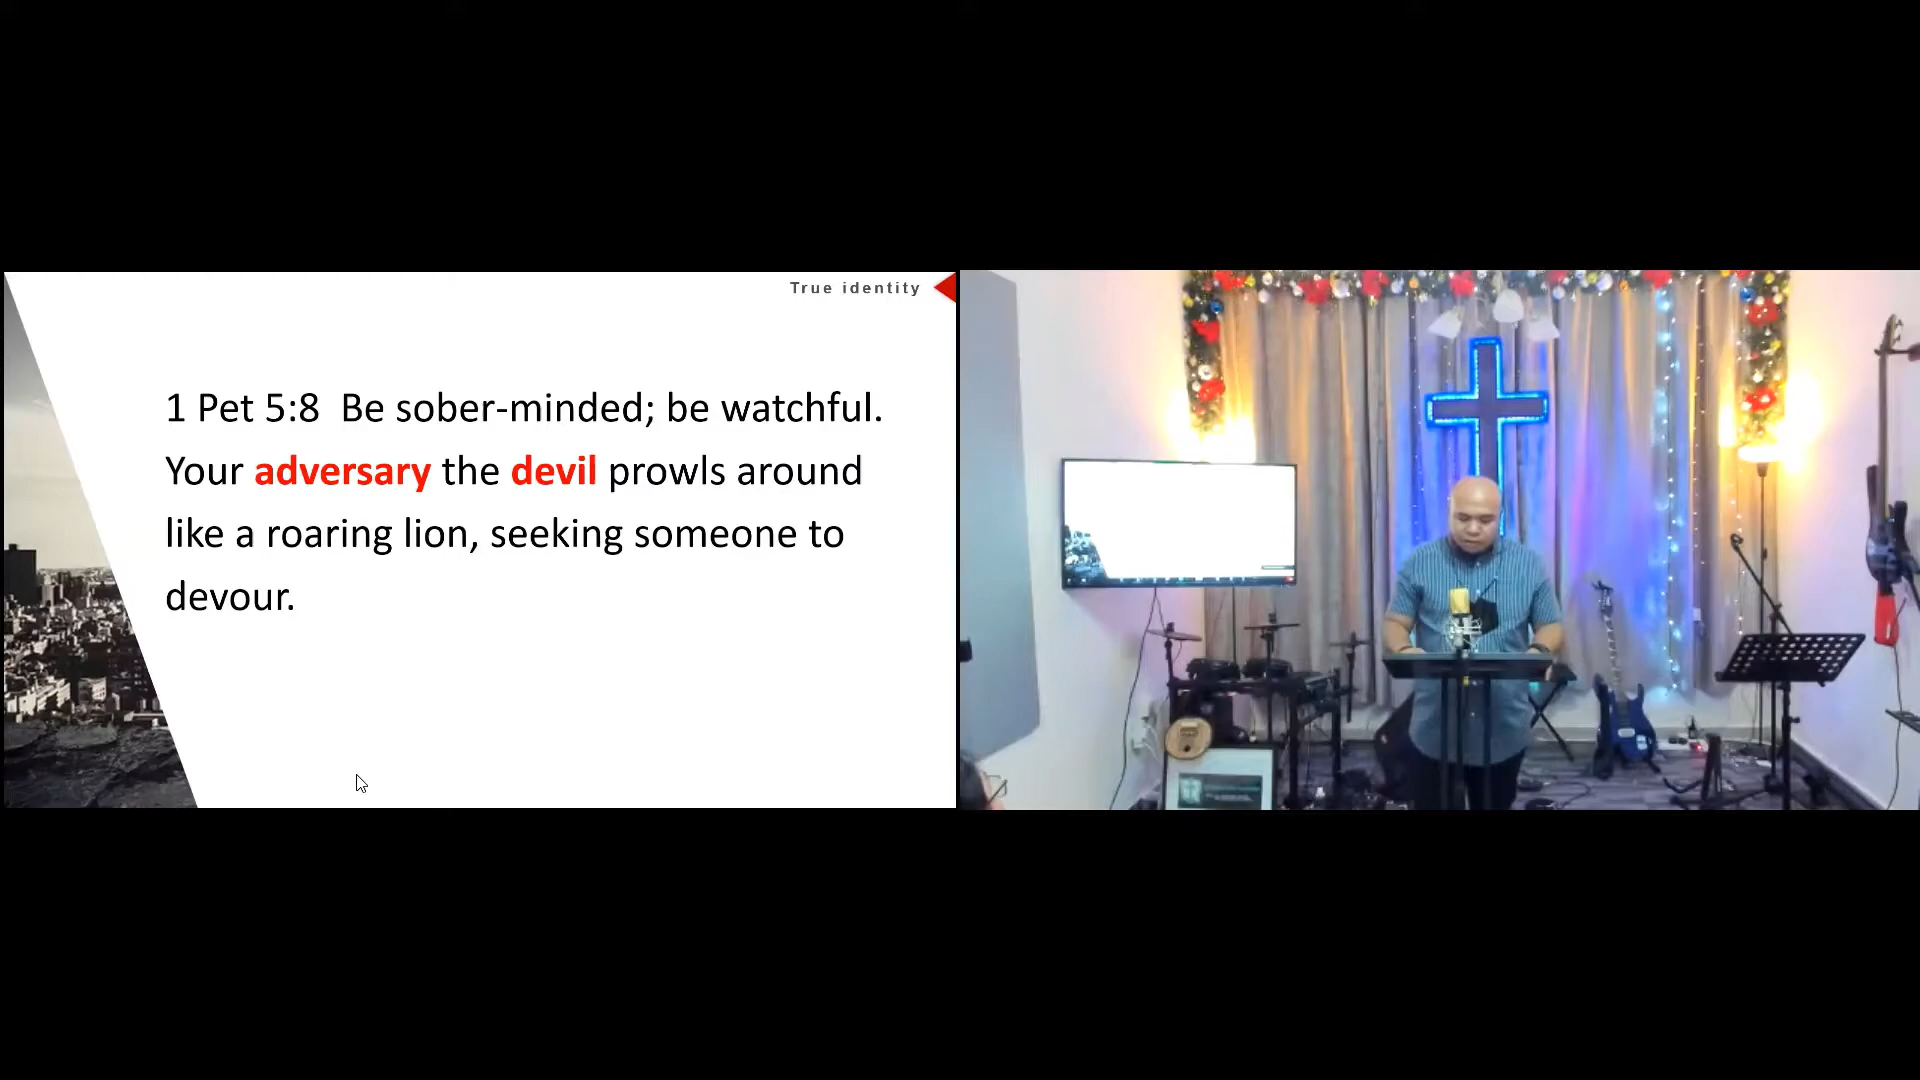 True identity
1 Pet 5:8 Be sober-minded; be watchful.
Your adversary the devil prowls around
like a roaring lion, seeking someone to
devour.